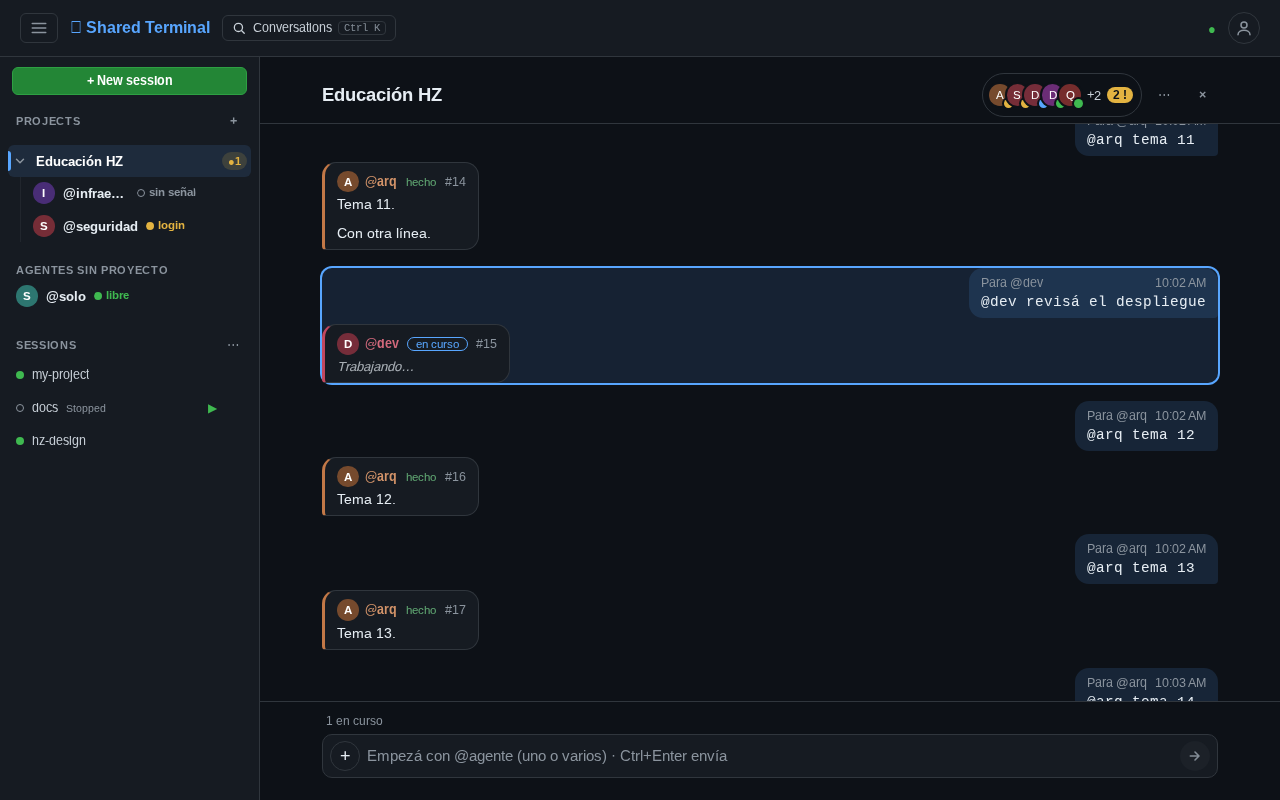 Shared Terminal
Conversations Ctrl K
+ New session
PROJECTS +
Educación HZ
●1
I @infrae… sin señal
S @seguridad login
AGENTES SIN PROYECTO
S @solo libre
SESSIONS ···
my-project
docs Stopped
hz-design
Educación HZ
A S D D Q +2 2! ··· ×
Para @arq
@arq tema 11
A @arq hecho #14
Tema 11.
Con otra línea.
Para @dev 10:02 AM
@dev revisá el despliegue
D @dev en curso #15
Trabajando…
Para @arq 10:02 AM
@arq tema 12
A @arq hecho #16
Tema 12.
Para @arq 10:02 AM
@arq tema 13
A @arq hecho #17
Tema 13.
Para @arq 10:03 AM
@arq tema 14
1 en curso
+ Empezá con @agente (uno o varios) · Ctrl+Enter envía